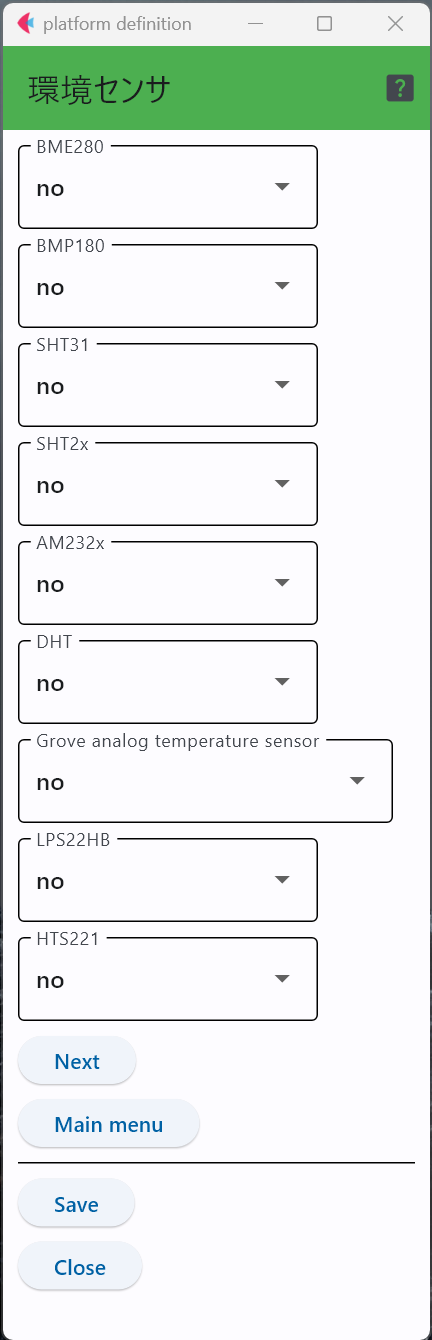 platform definition
環境センサ
?
BME280
no
BMP180
no
SHT31
no
SHT2x
no
AM232x
no
DHT
no
Grove analog temperature sensor
no
LPS22HB
no
HTS221
no
Next
Main menu
Save
Close